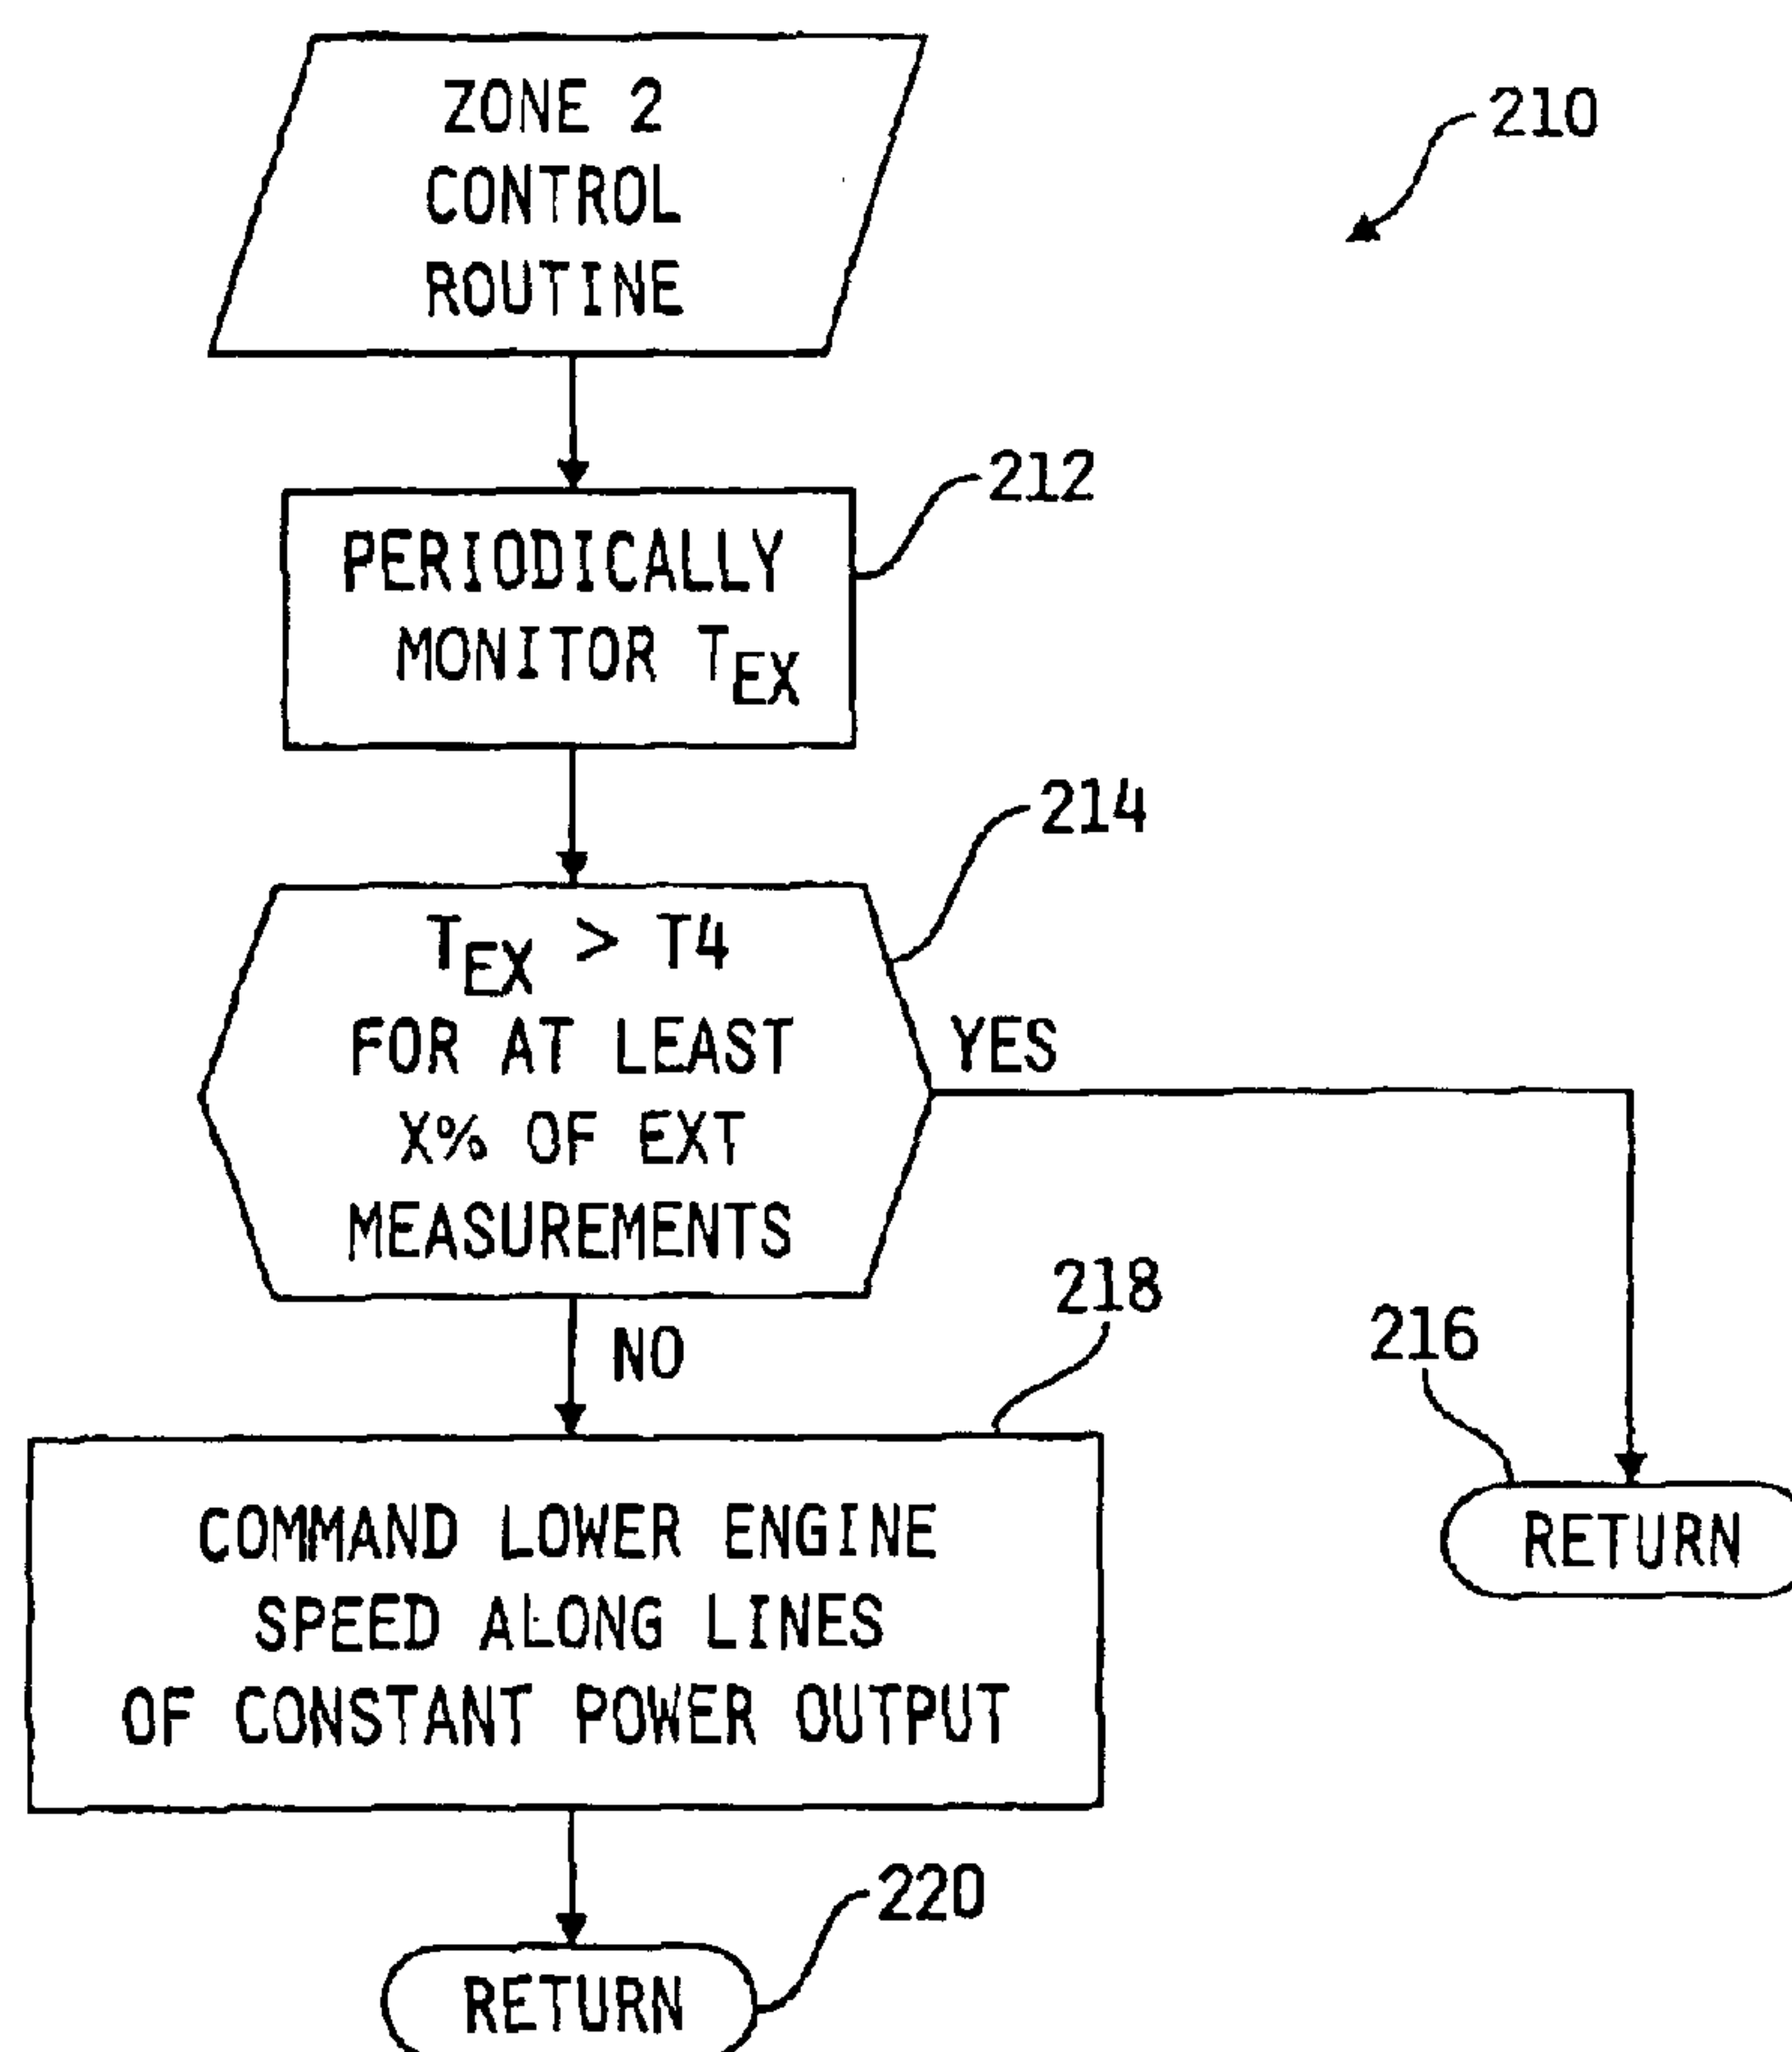 ZONE 2
CONTROL
ROUTINE
210
212
PERIODICALLY
MONITOR TEX
214
TEX > T4
FOR AT LEAST
X% OF EXT
MEASUREMENTS
YES
NO
218
216
COMMAND LOWER ENGINE
SPEED ALONG LINES
OF CONSTANT POWER OUTPUT
RETURN
220
RETURN